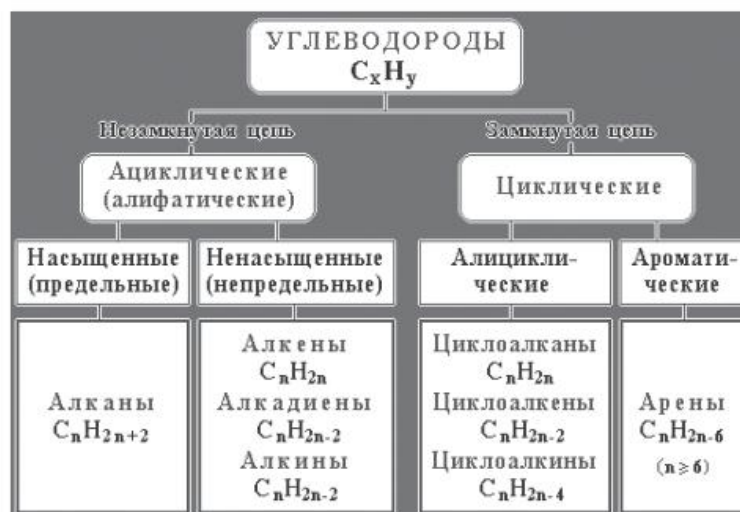 УГЛЕВОДОРОДЫ
CxHy
Незамкнутая цепь
Замкнутая цепь
Ациклические
(алифатические)
Циклические
Насыщенные
(предельные)
Ненасыщенные
(непредельные)
Алицикли-
ческие
Аромати-
ческие
Алканы
CnH2n+2
Алкены
CnH2n
Алкадиены
CnH2n-2
Алкины
CnH2n-2
Циклоалканы
CnH2n
Циклоалкены
CnH2n-2
Циклоалкины
CnH2n-4
Арены
CnH2n-6
(n≥6)